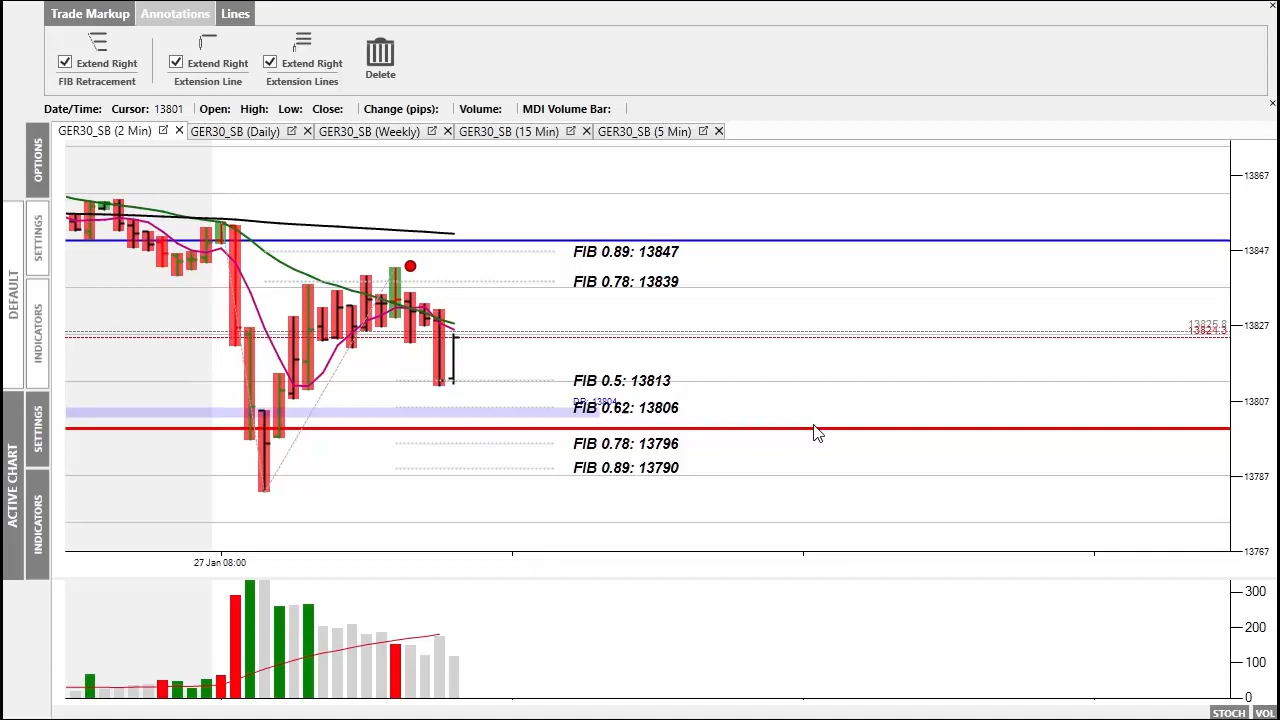 Trade Markup Annotations Lines
Extend Right Extend Right Extend Right
FIB Retracement Extension Line Extension Lines Delete
Date/Time: Cursor: 13801 Open: High: Low: Close: Change (pips): Volume: MDI Volume Bar:
GER30_SB (2 Min) GER30_SB (Daily) GER30_SB (Weekly) GER30_SB (15 Min) GER30_SB (5 Min)
OPTIONS
SETTINGS
INDICATORS
DEFAULT
SETTINGS
INDICATORS
ACTIVE CHART
13867
FIB 0.89: 13847
13847
FIB 0.78: 13839
13825.8
13827
13824.3
FIB 0.5: 13813
13807
FIB 0.62: 13806
FIB 0.78: 13796
FIB 0.89: 13790
13787
13767
27 Jan 08:00
300
200
100
0
STOCH VOL